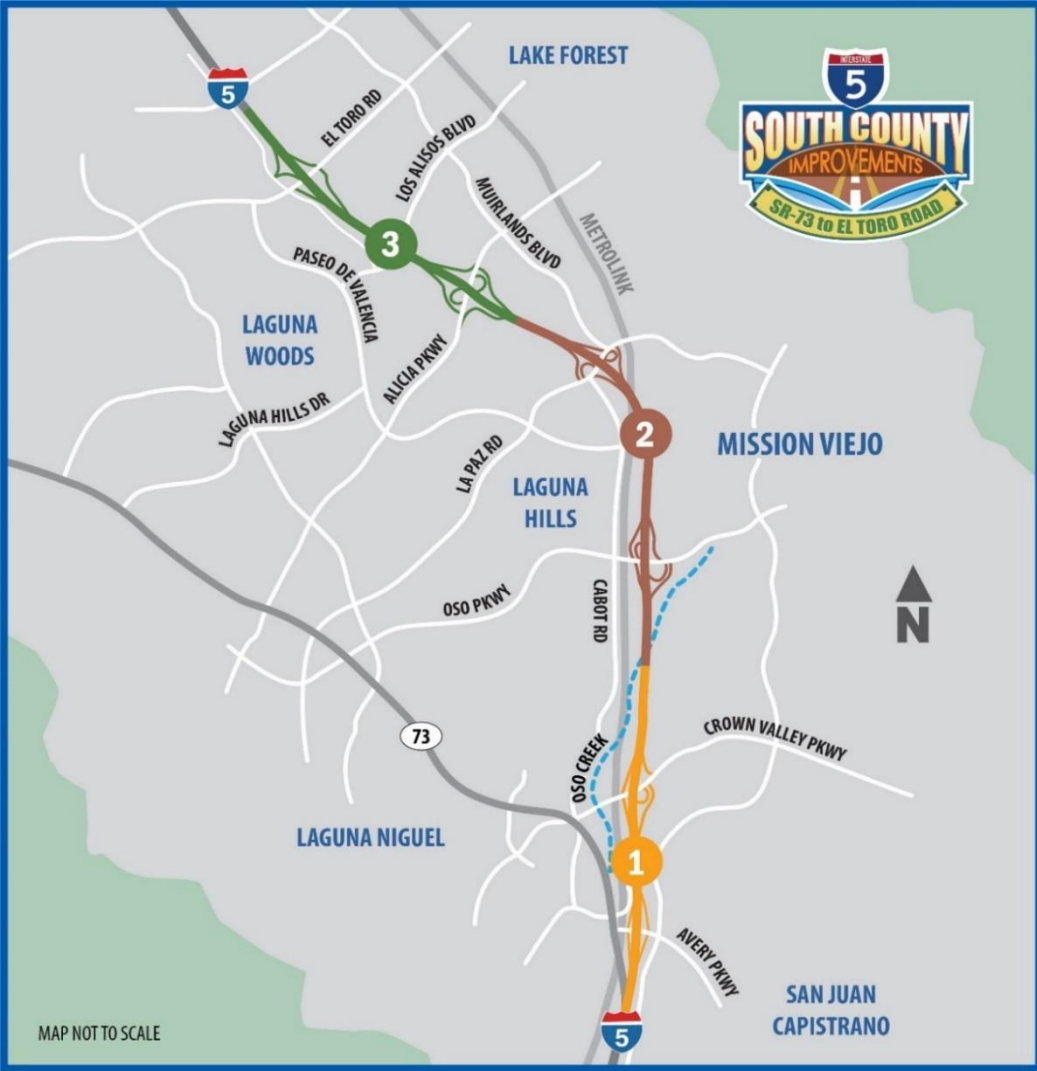 LAKE FOREST
INTERSTATE
5
SOUTH COUNTY
IMPROVEMENTS
SR-73 to EL TORO ROAD
5
EL TORO RD
LOS ALISOS BLVD
MUIRLANDS BLVD
METROLINK
3
PASEO DE VALENCIA
LAGUNA
WOODS
ALICIA PKWY
LAGUNA HILLS DR
LA PAZ RD
2
MISSION VIEJO
LAGUNA
HILLS
OSO PKWY
CABOT RD
N
73
OSO CREEK
CROWN VALLEY PKWY
LAGUNA NIGUEL
1
AVERY PKWY
SAN JUAN
CAPISTRANO
5
MAP NOT TO SCALE